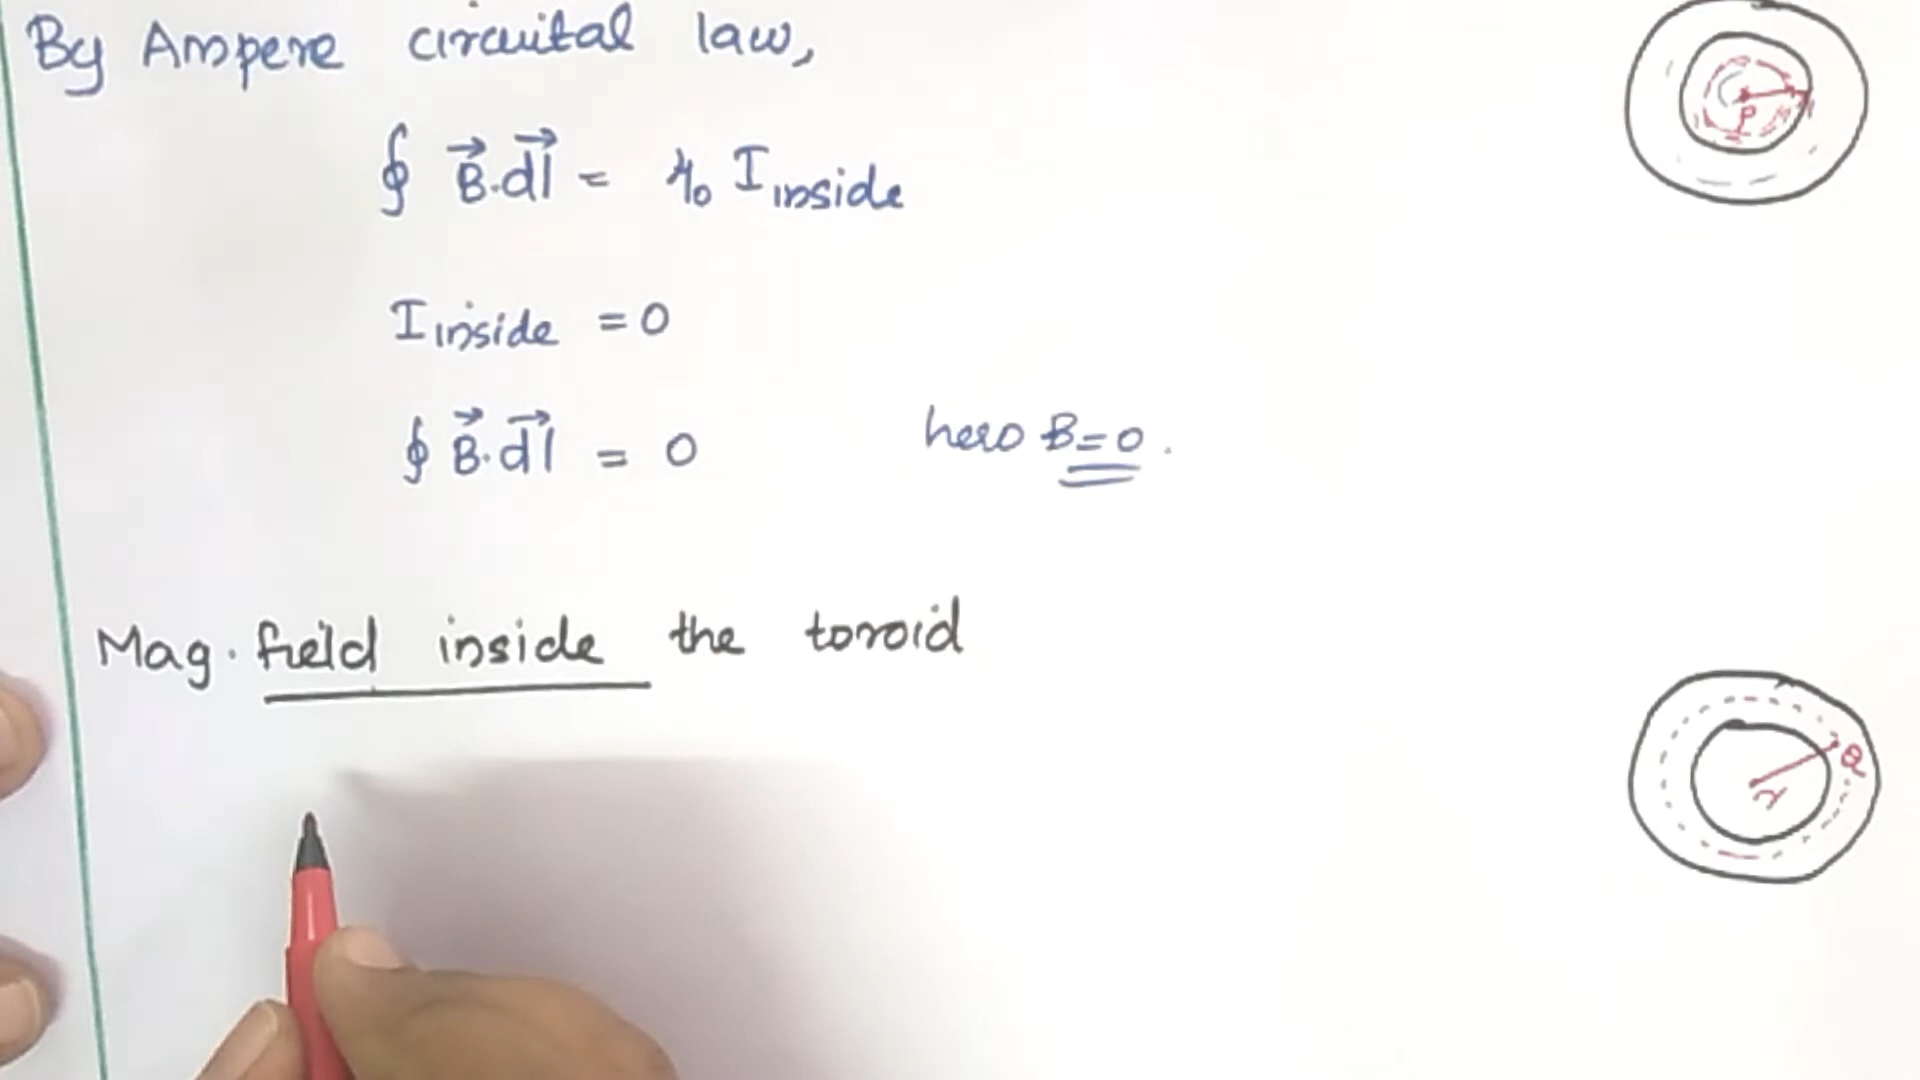 By Ampere circuital law,
∮ B⃗.dl⃗ = μ₀ I inside
I inside = 0
∮ B⃗.dl⃗ = 0 here B=0.
Mag. field inside the toroid
P
Q
r